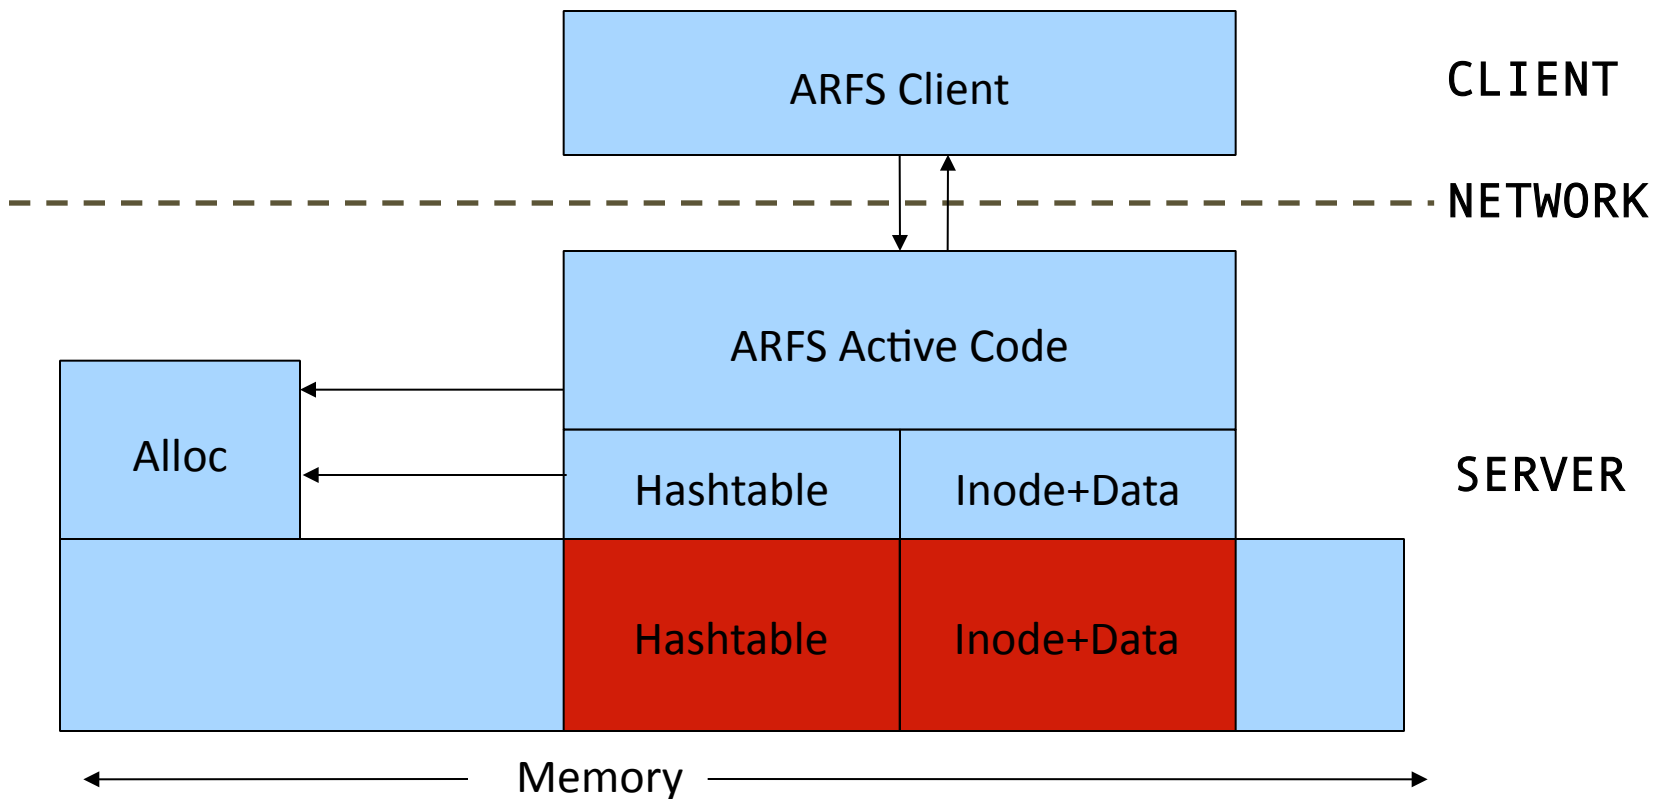 ARFS Client
CLIENT
NETWORK
ARFS Active Code
Alloc
Hashtable
Inode+Data
SERVER
Hashtable
Inode+Data
Memory